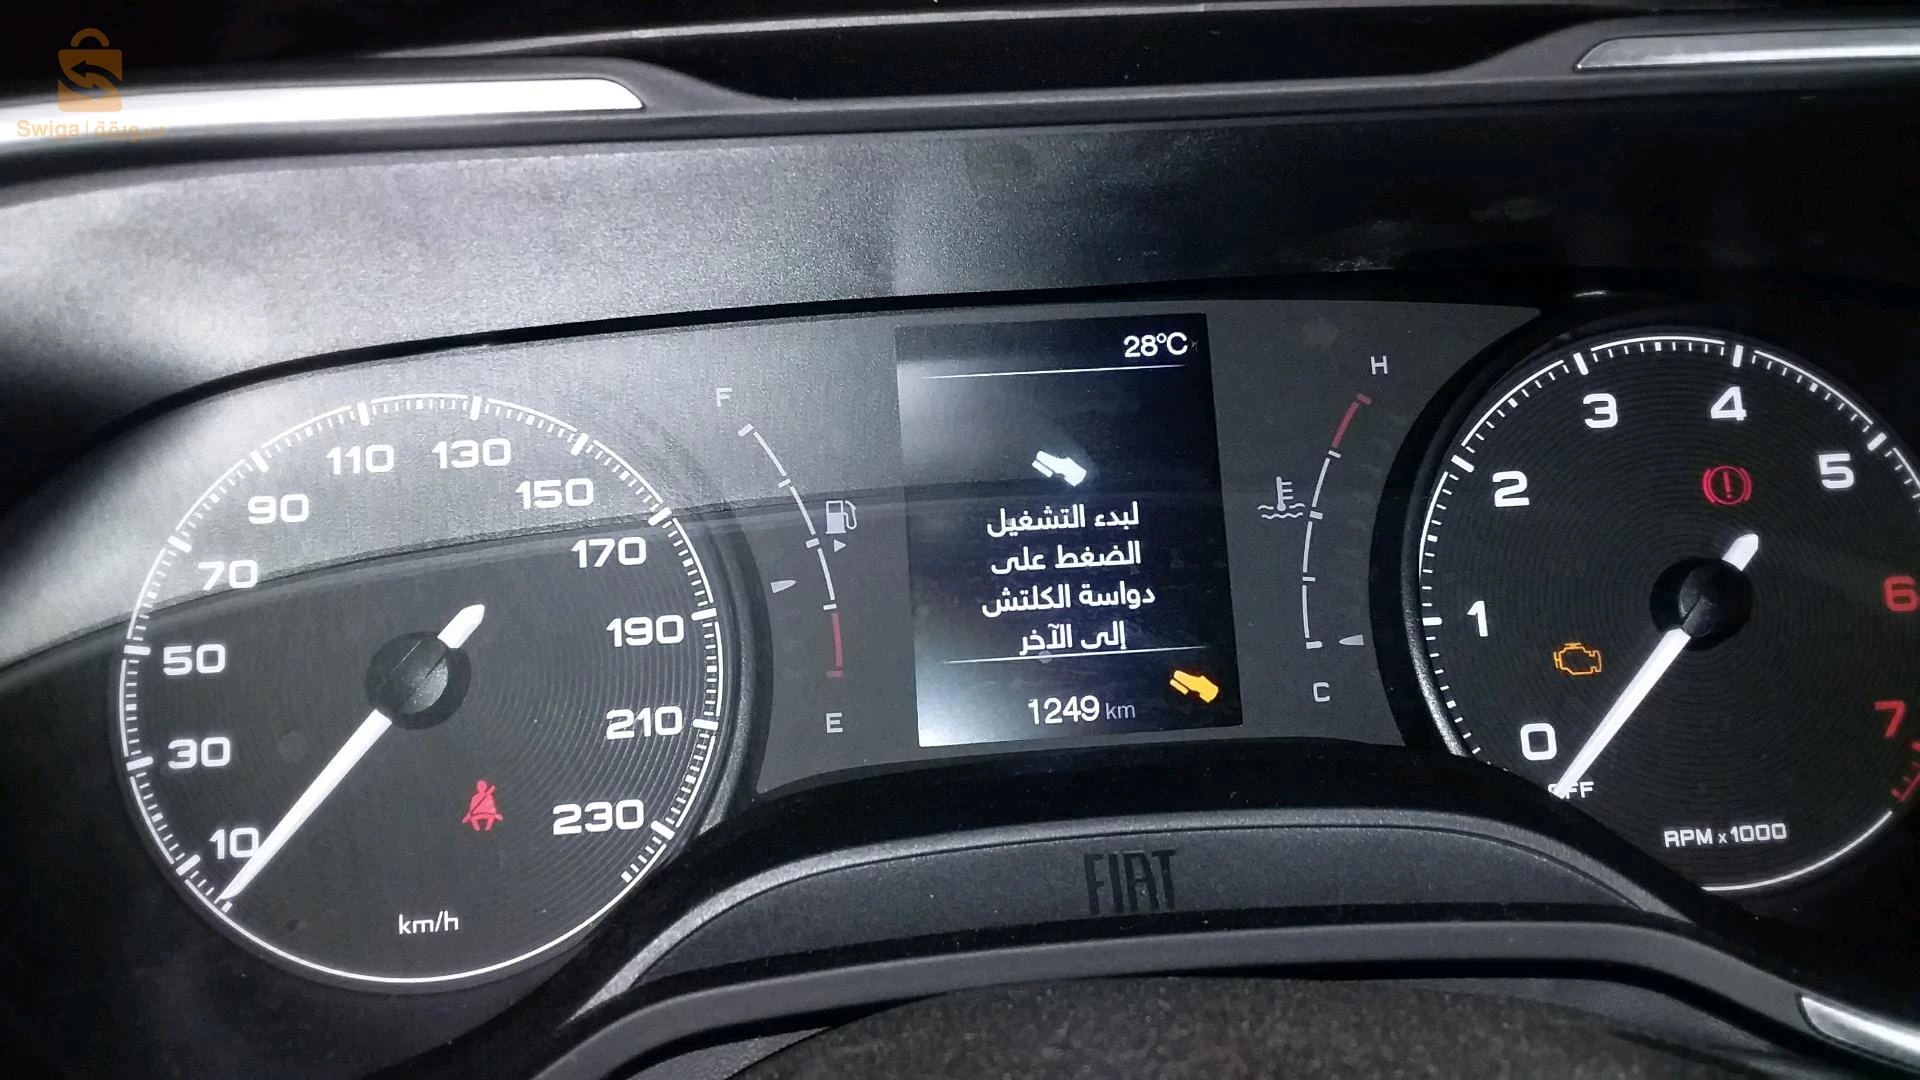 Swiqa | سويقة
28°C
لبدء التشغيل
الضغط على
دواسة الكلتش
إلى الآخر
1249 km
F
E
H
C
10
30
50
70
90
110
130
150
170
190
210
230
km/h
0
1
2
3
4
5
6
7
OFF
RPM x 1000
FIAT